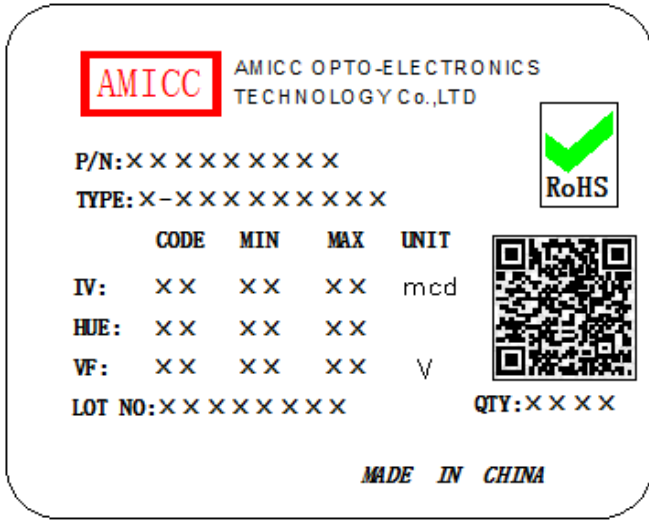 AMICC
AMICC OPTO-ELECTRONICS
TECHNOLOGY Co.,LTD
RoHS
P/N:×××××××××
TYPE:×-×××××××××
CODE MIN MAX UNIT
IV: ×× ×× ×× mcd
HUE: ×× ×× ××
VF: ×× ×× ×× V
LOT NO:×××××××× QTY:××××
MADE IN CHINA